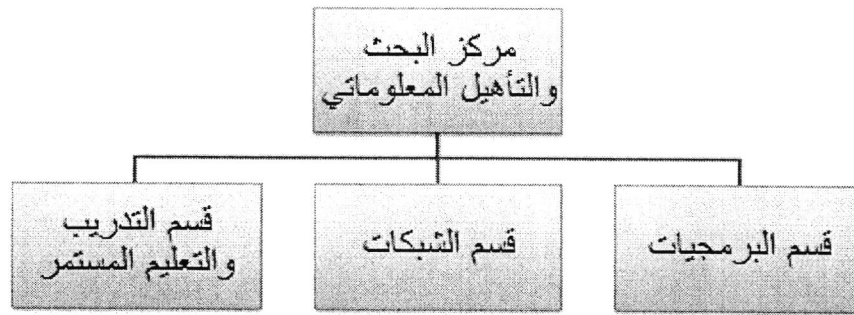 مركز البحث
والتأهيل المعلوماتي
قسم البرمجيات
قسم الشبكات
قسم التدريب
والتعليم المستمر